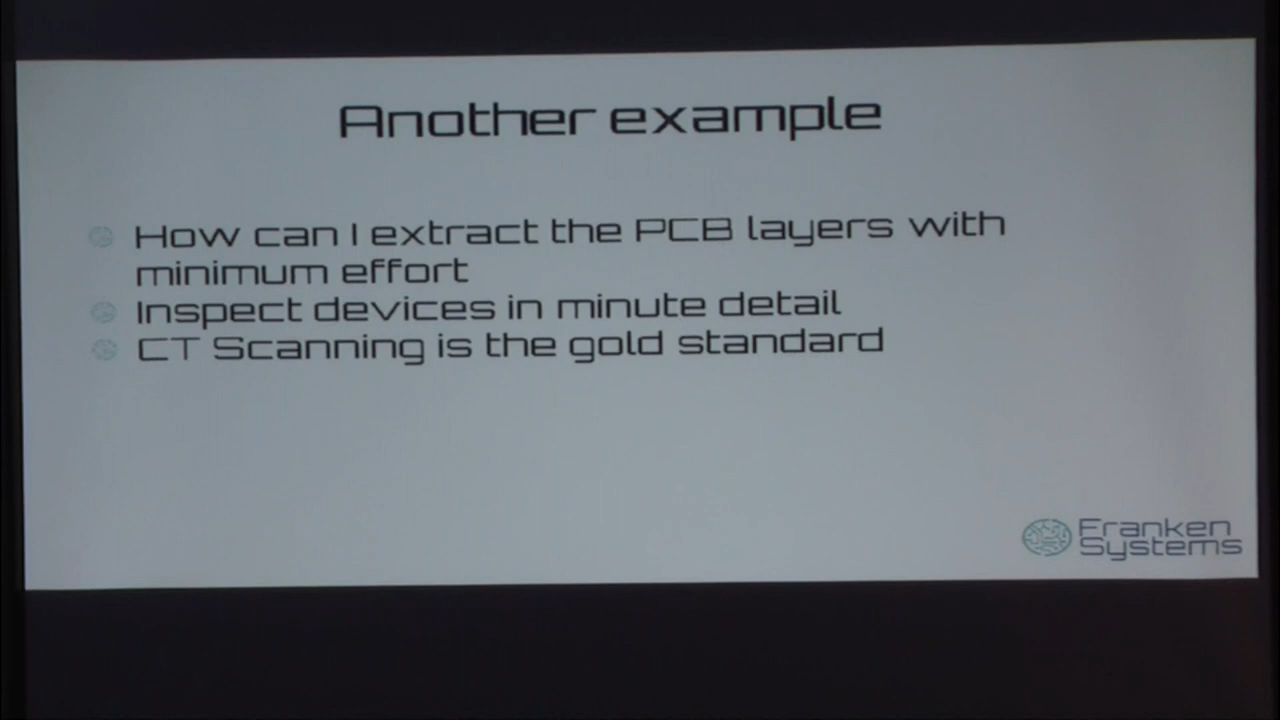 Another example
How can I extract the PCB layers with
minimum effort
Inspect devices in minute detail
CT Scanning is the gold standard
Franken
Systems